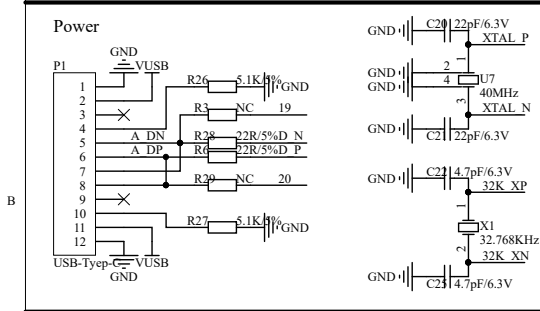 Power
GND
P1
VUSB
1
2
3
4
5
6
7
8
9
10
11
12
USB-Tyep-C
VUSB
GND
A_DN
A_DP
R26 5.1K/5% GND
R3 NC 19
R28 22R/5% D_N
R6 22R/5% D_P
R29 NC 20
R27 5.1K/5% GND
B
GND C20 22pF/6.3V
XTAL_P
1
GND 2
GND 4
U7
40MHz
3
XTAL_N
GND C21 22pF/6.3V
GND C22 4.7pF/6.3V
32K_XP
1
X1
32.768KHz
2
32K_XN
GND C25 4.7pF/6.3V